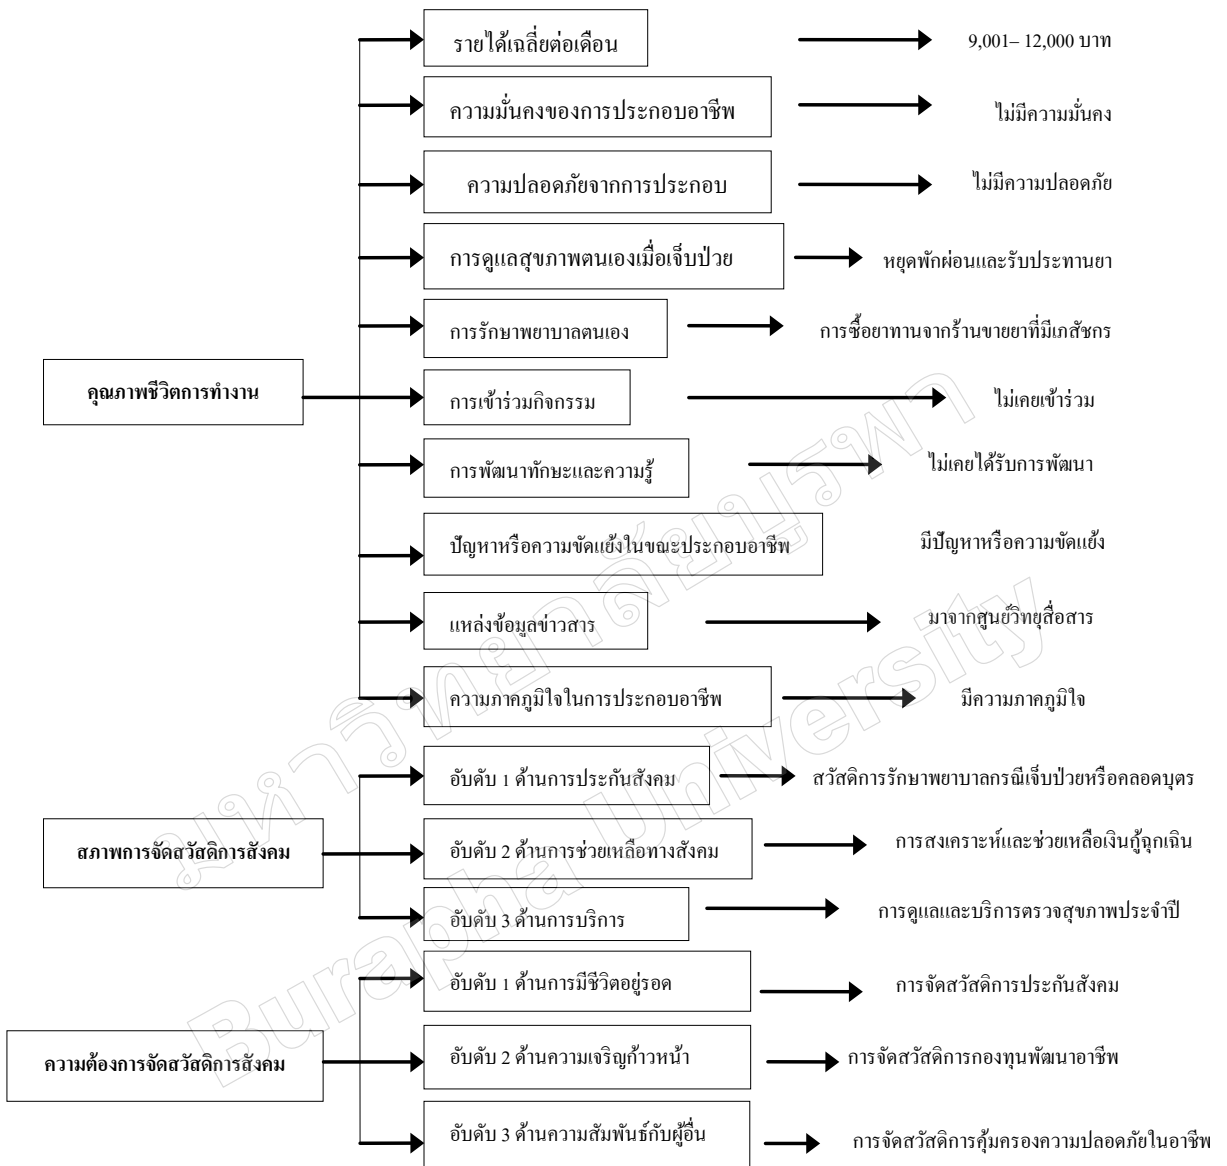 รายได้เฉลี่ยต่อเดือน
9,001– 12,000 บาท
ความมั่นคงของการประกอบอาชีพ
ไม่มีความมั่นคง
ความปลอดภัยจากการประกอบ
ไม่มีความปลอดภัย
การดูแลสุขภาพตนเองเมื่อเจ็บป่วย
หยุดพักผ่อนและรับประทานยา
การรักษาพยาบาลตนเอง
การซื้อยาทานจากร้านขายยาที่มีเภสัชกร
คุณภาพชีวิตการทำงาน
การเข้าร่วมกิจกรรม
ไม่เคยเข้าร่วม
การพัฒนาทักษะและความรู้
ไม่เคยได้รับการพัฒนา
ปัญหาหรือความขัดแย้งในขณะประกอบอาชีพ
มีปัญหาหรือความขัดแย้ง
แหล่งข้อมูลข่าวสาร
มาจากศูนย์วิทยุสื่อสาร
ความภาคภูมิใจในการประกอบอาชีพ
มีความภาคภูมิใจ
อับดับ 1 ด้านการประกันสังคม
สวัสดิการรักษาพยาบาลกรณีเจ็บป่วยหรือคลอดบุตร
สภาพการจัดสวัสดิการสังคม
อับดับ 2 ด้านการช่วยเหลือทางสังคม
การสงเคราะห์และช่วยเหลือเงินกู้ฉุกเฉิน
อับดับ 3 ด้านการบริการ
การดูแลและบริการตรวจสุขภาพประจำปี
อับดับ 1 ด้านการมีชีวิตอยู่รอด
การจัดสวัสดิการประกันสังคม
ความต้องการจัดสวัสดิการสังคม
อับดับ 2 ด้านความเจริญก้าวหน้า
การจัดสวัสดิการกองทุนพัฒนาอาชีพ
อับดับ 3 ด้านความสัมพันธ์กับผู้อื่น
การจัดสวัสดิการคุ้มครองความปลอดภัยในอาชีพ
มหาวิทยาลัยบูรพา
Burapha University